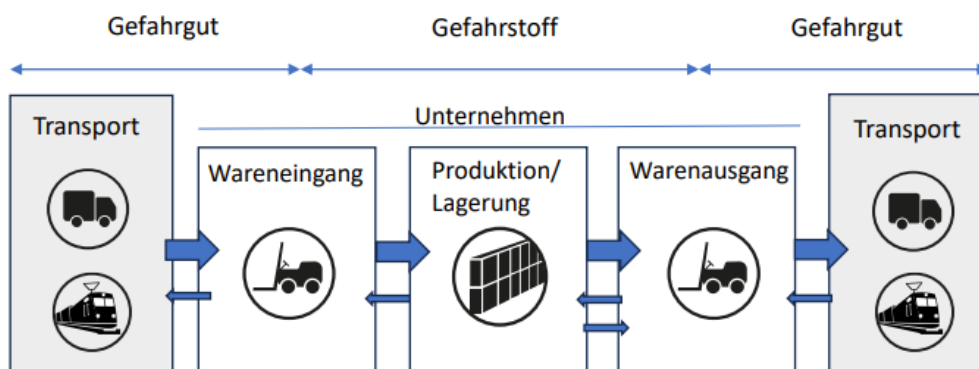 Gefahrgut
Gefahrstoff
Gefahrgut
Unternehmen
Transport
Wareneingang
Produktion/
Lagerung
Warenausgang
Transport